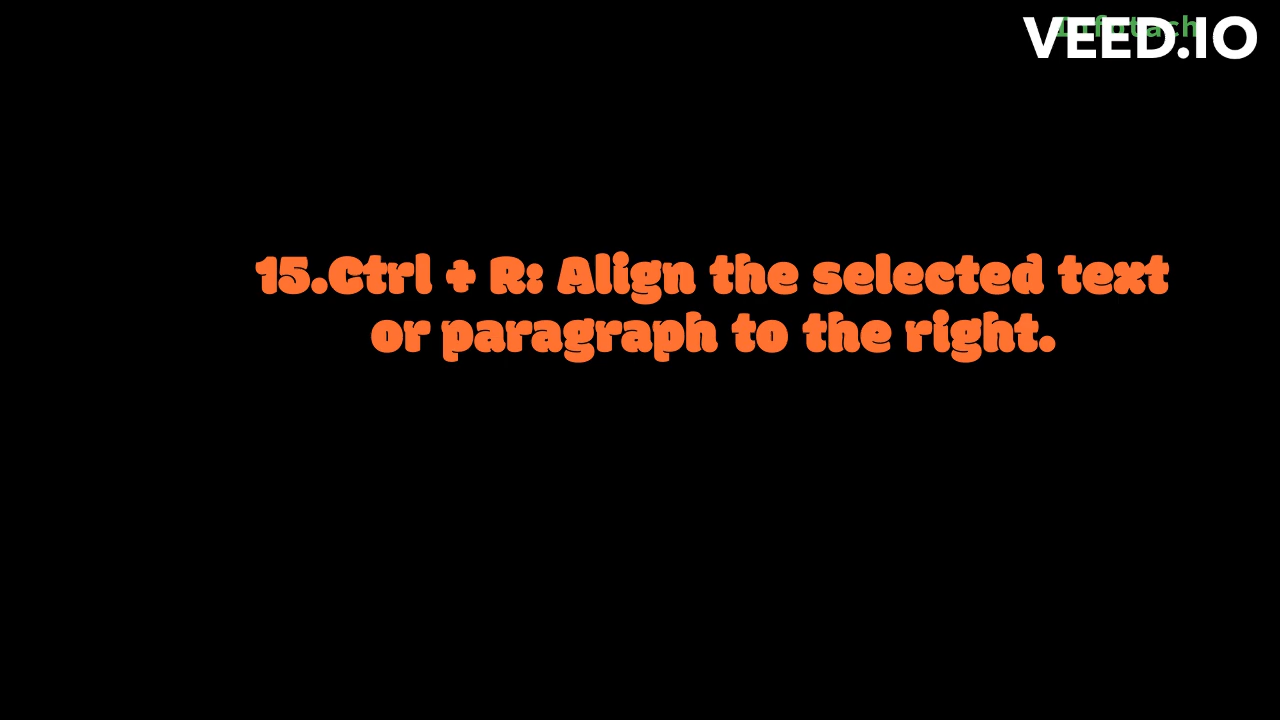 VEED.IO
15.Ctrl + R: Align the selected text
or paragraph to the right.